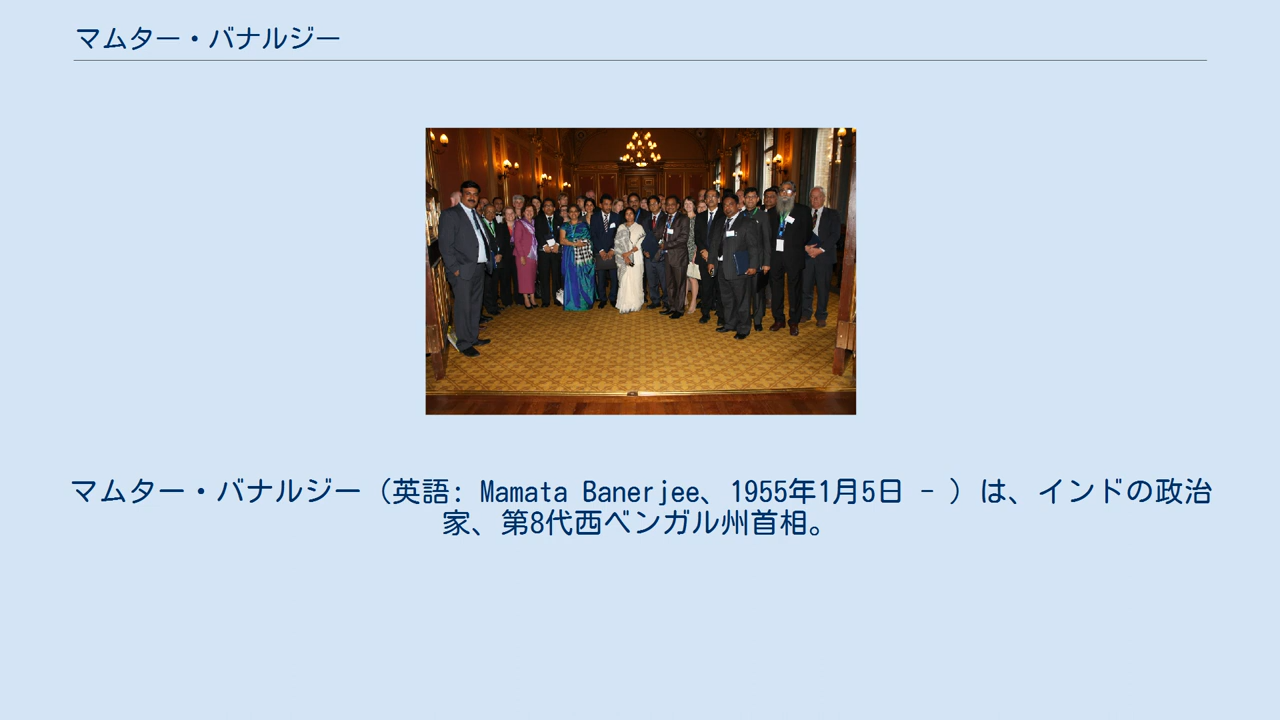 マムター・バナルジー
マムター・バナルジー（英語: Mamata Banerjee、1955年1月5日 - ）は、インドの政治
家、第8代西ベンガル州首相。